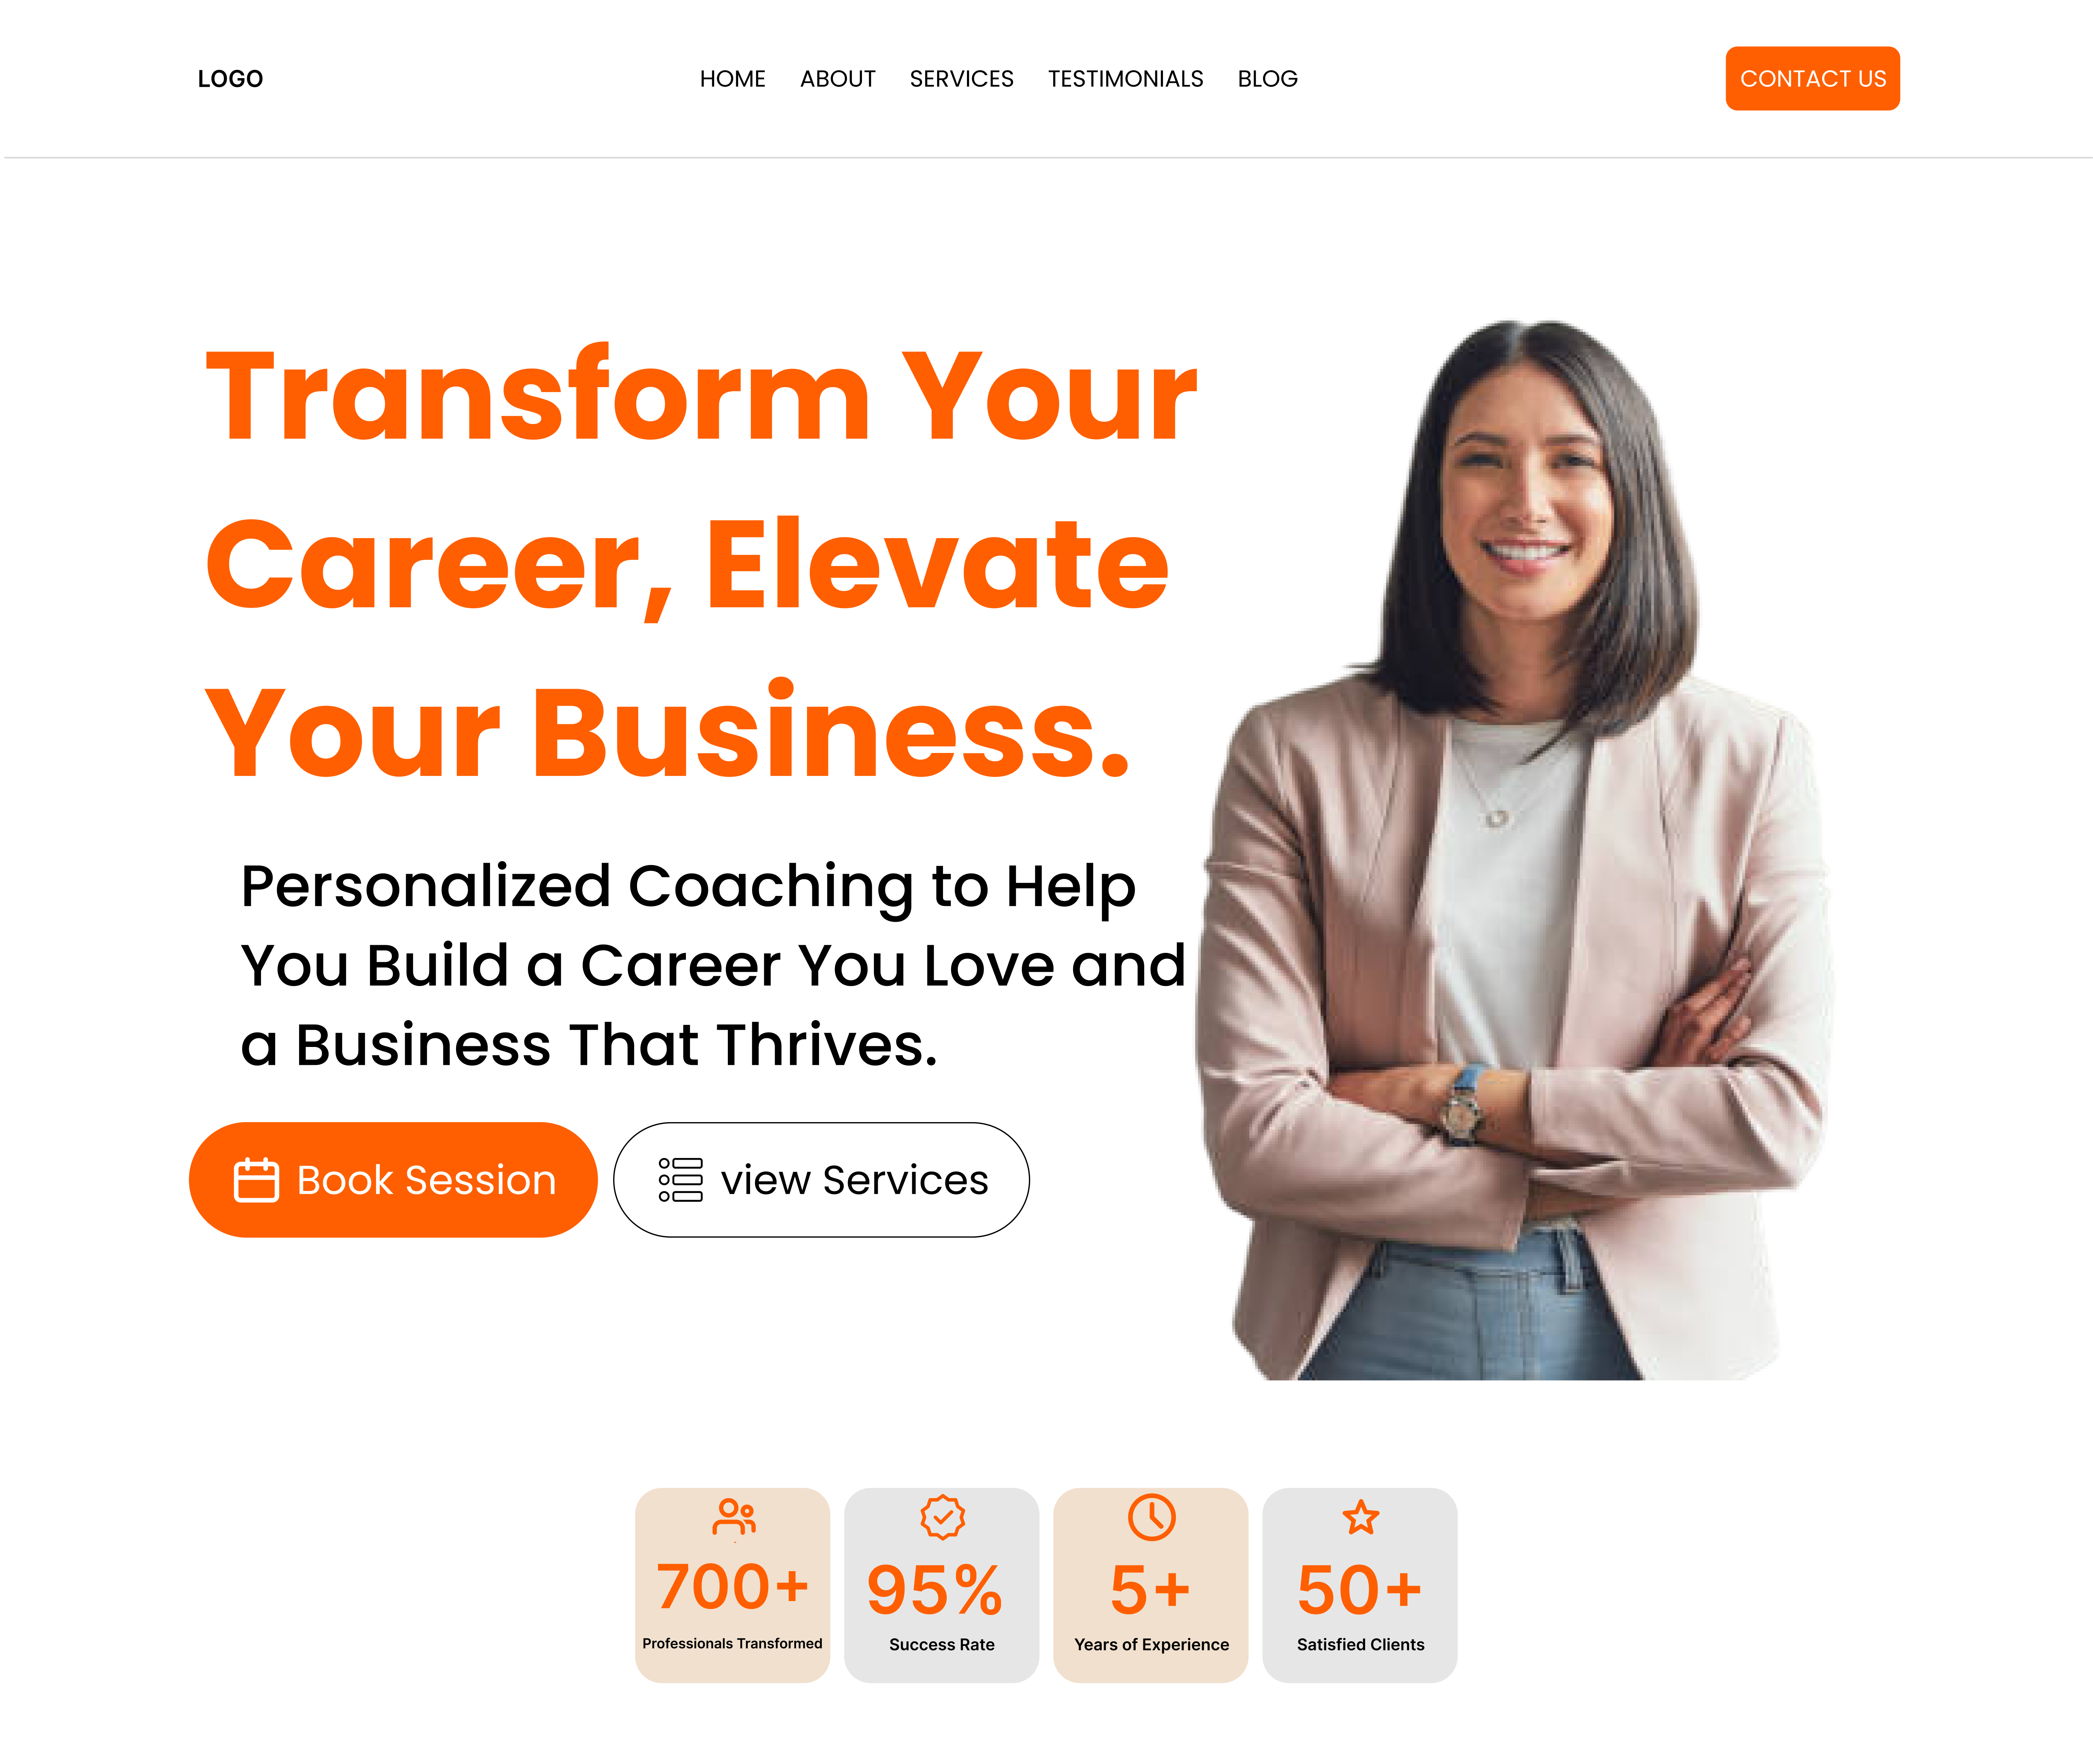 LOGO
HOME ABOUT SERVICES TESTIMONIALS BLOG
CONTACT US
Transform Your
Career, Elevate
Your Business.
Personalized Coaching to Help
You Build a Career You Love and
a Business That Thrives.
Book Session
view Services
700+
Professionals Transformed
95%
Success Rate
5+
Years of Experience
50+
Satisfied Clients